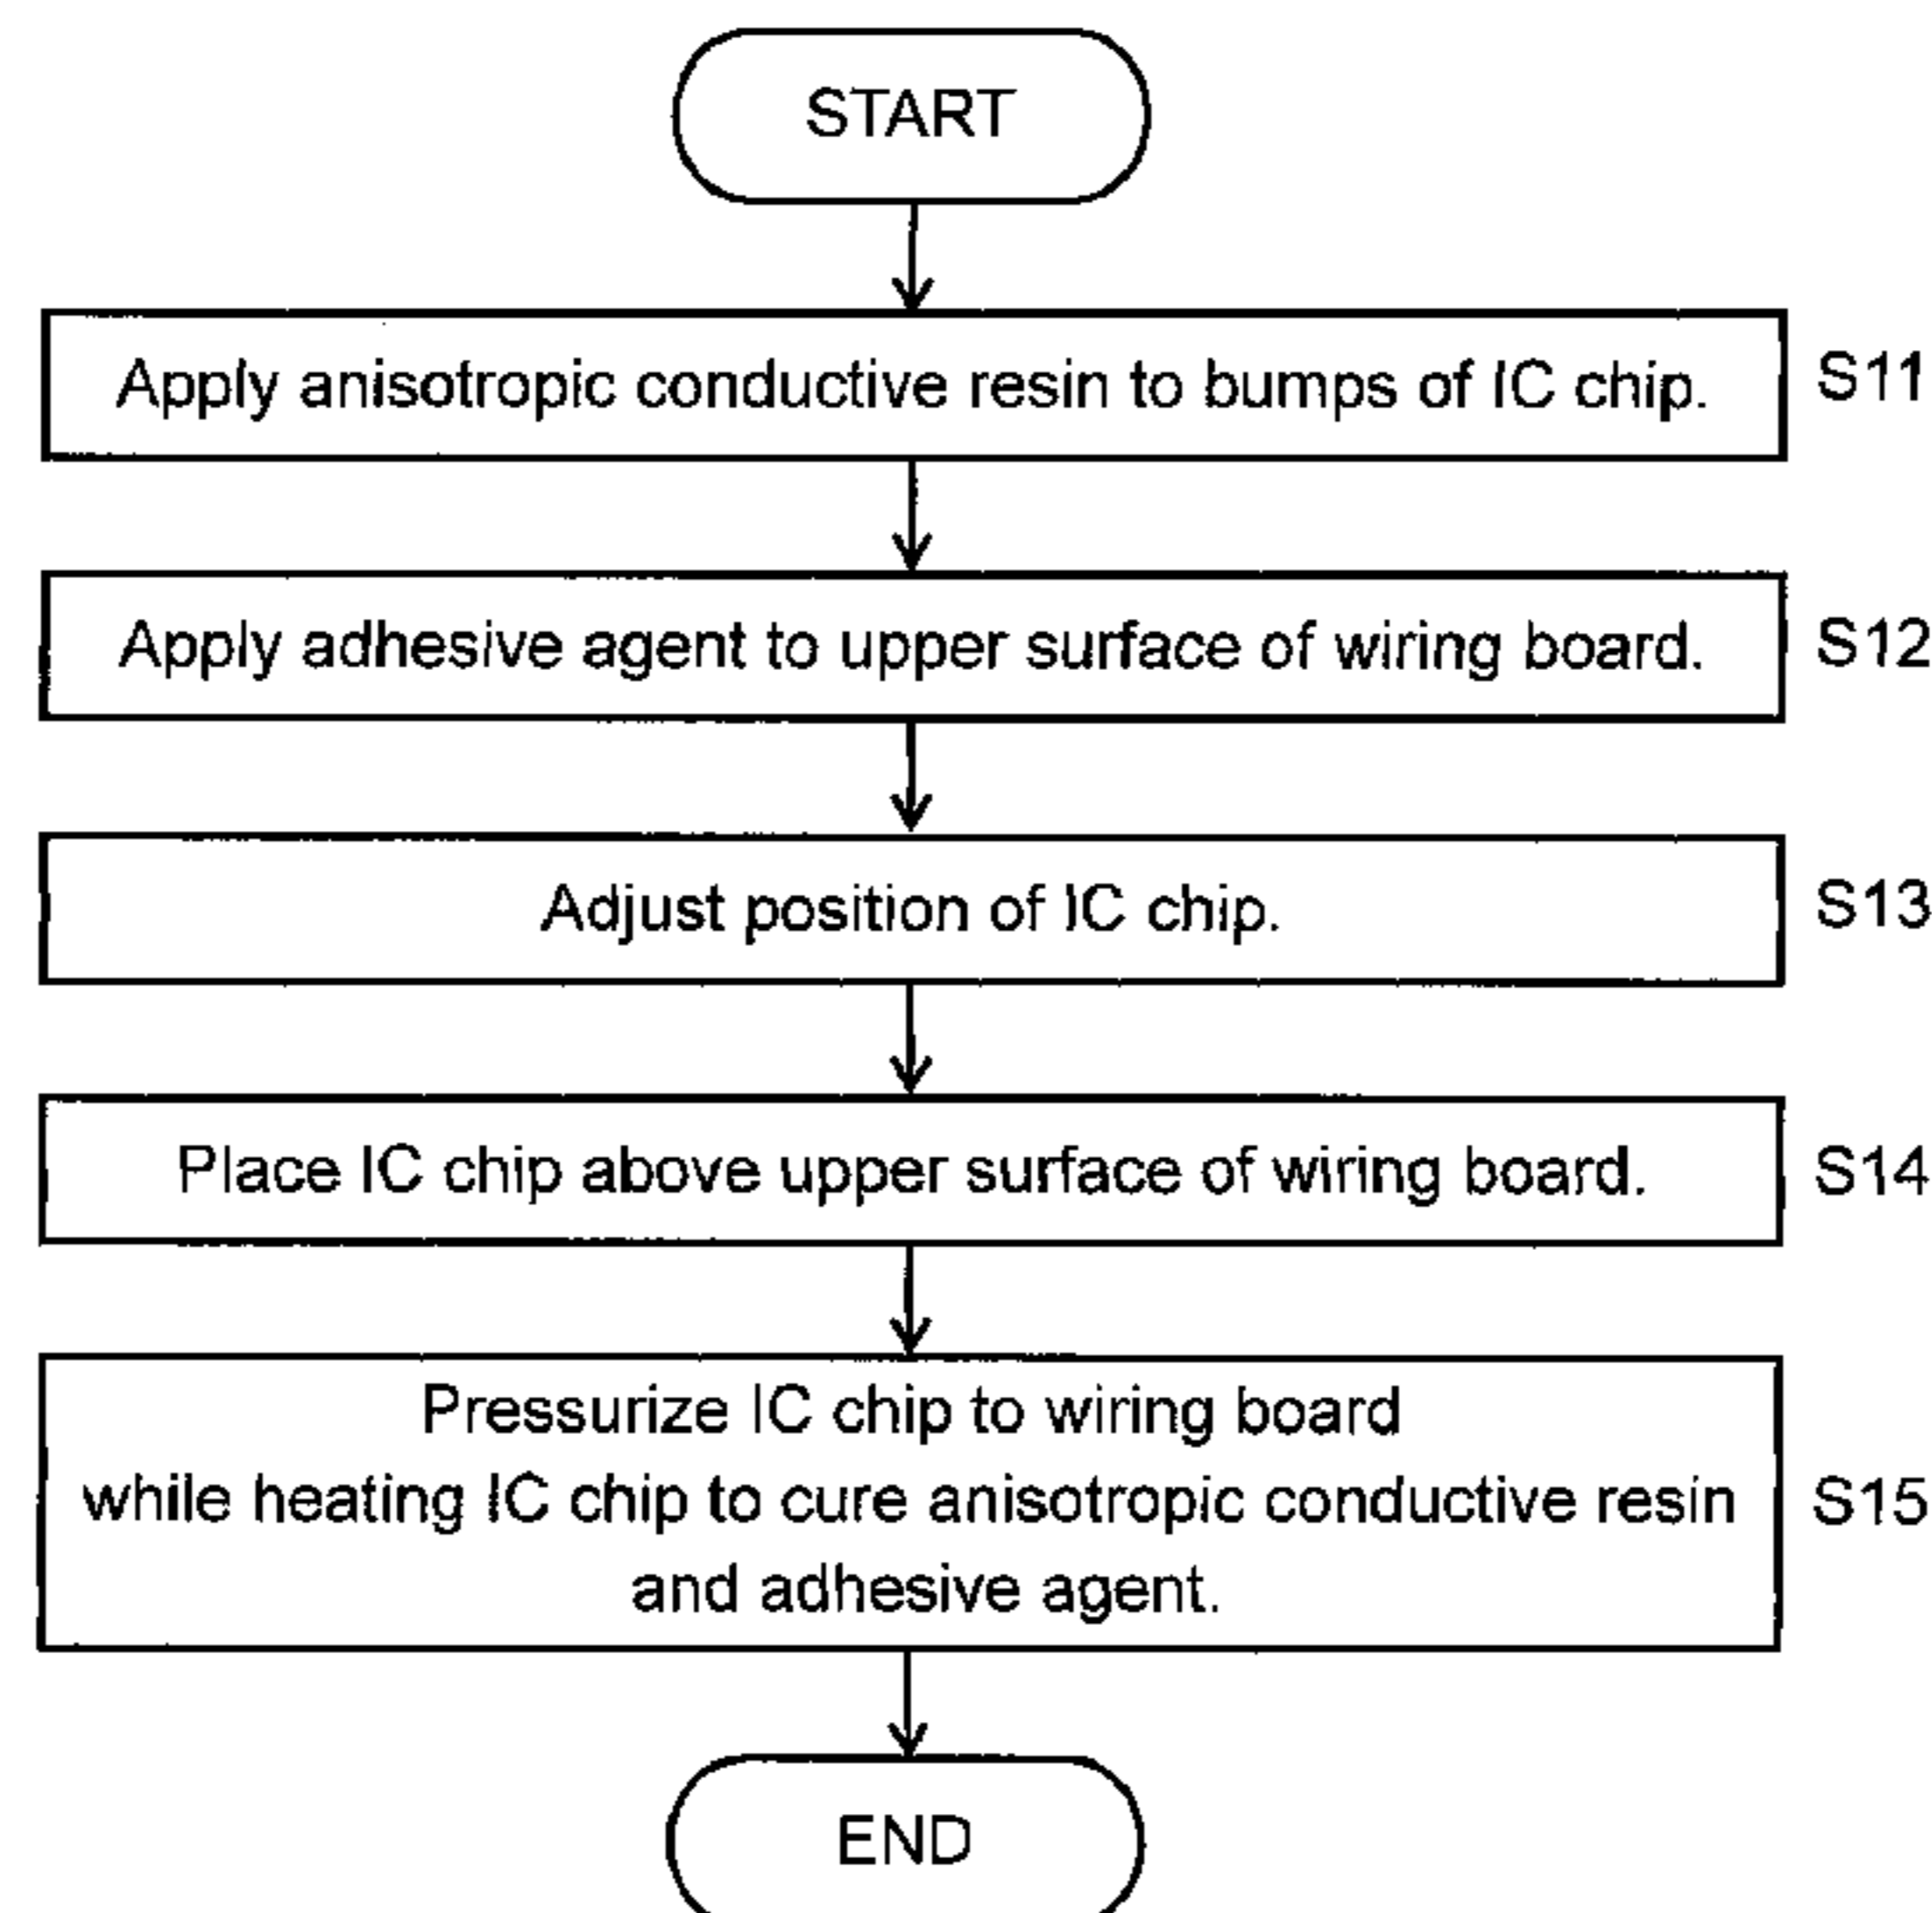 START
Apply anisotropic conductive resin to bumps of IC chip.
S11
Apply adhesive agent to upper surface of wiring board.
S12
Adjust position of IC chip.
S13
Place IC chip above upper surface of wiring board.
S14
Pressurize IC chip to wiring board
while heating IC chip to cure anisotropic conductive resin
and adhesive agent.
S15
END